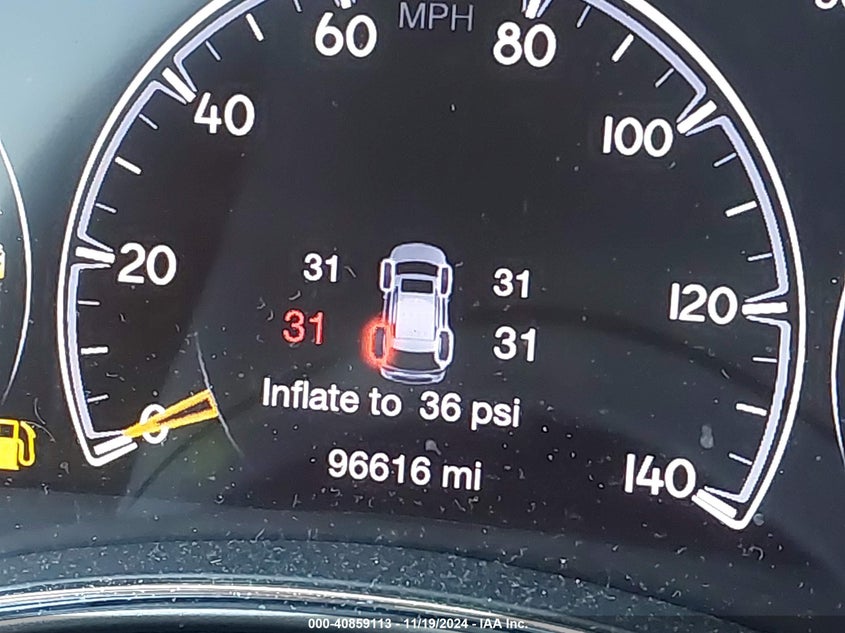 MPH
60 80
40 100
20 120
0 140
31 31
31 31
Inflate to 36 psi
96616 mi
000-40859113 - 11/19/2024 - IAA Inc.